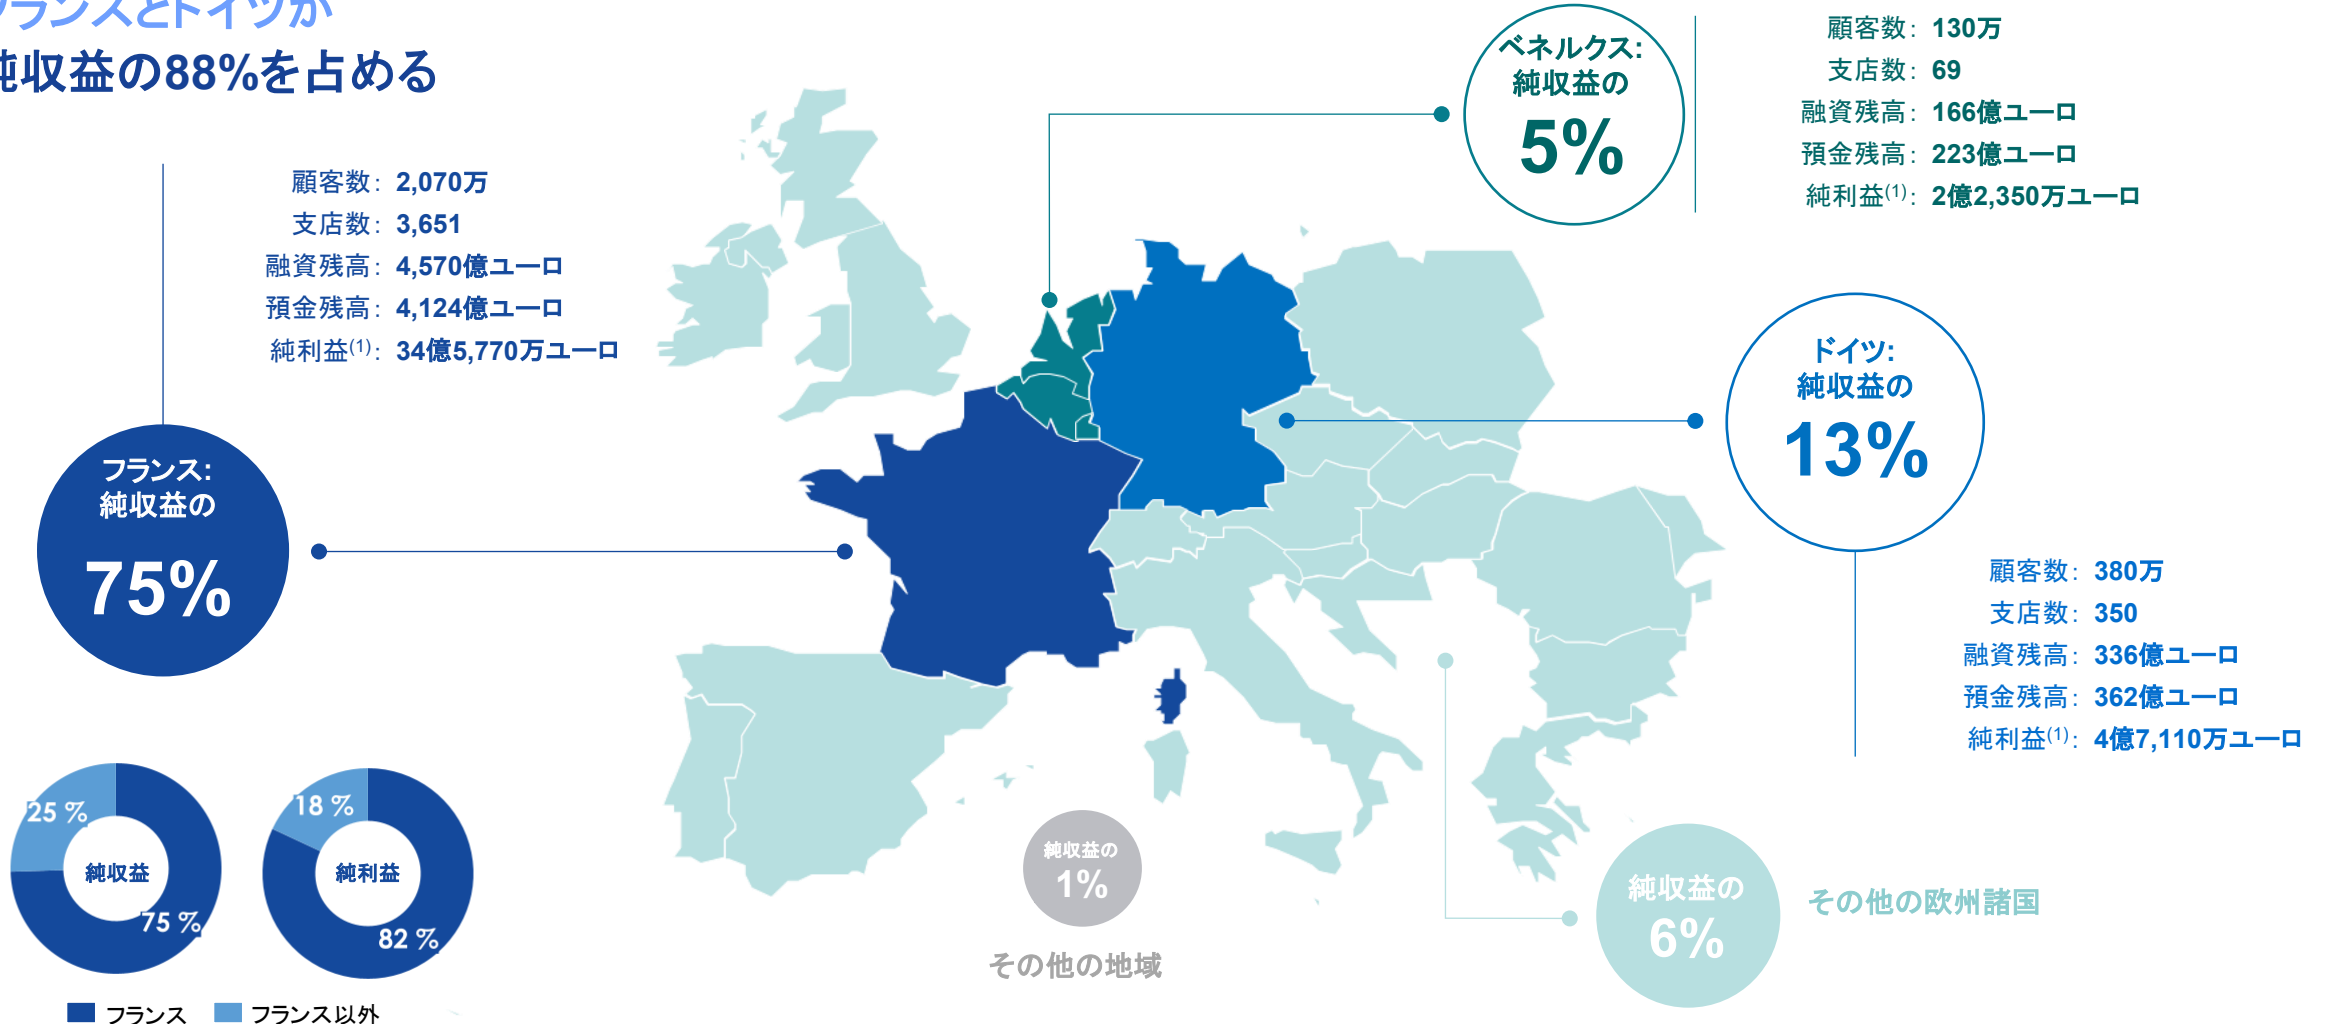 フランスとドイツが
純収益の88%を占める
顧客数: 2,070万
支店数: 3,651
融資残高: 4,570億ユーロ
預金残高: 4,124億ユーロ
純利益(1): 34億5,770万ユーロ
フランス:
純収益の
75%
ベネルクス:
純収益の
5%
顧客数: 130万
支店数: 69
融資残高: 166億ユーロ
預金残高: 223億ユーロ
純利益(1): 2億2,350万ユーロ
ドイツ:
純収益の
13%
顧客数: 380万
支店数: 350
融資残高: 336億ユーロ
預金残高: 362億ユーロ
純利益(1): 4億7,110万ユーロ
25 %
純収益
75 %
18 %
純利益
82 %
フランス
フランス以外
純収益の
1%
その他の地域
純収益の
6%
その他の欧州諸国